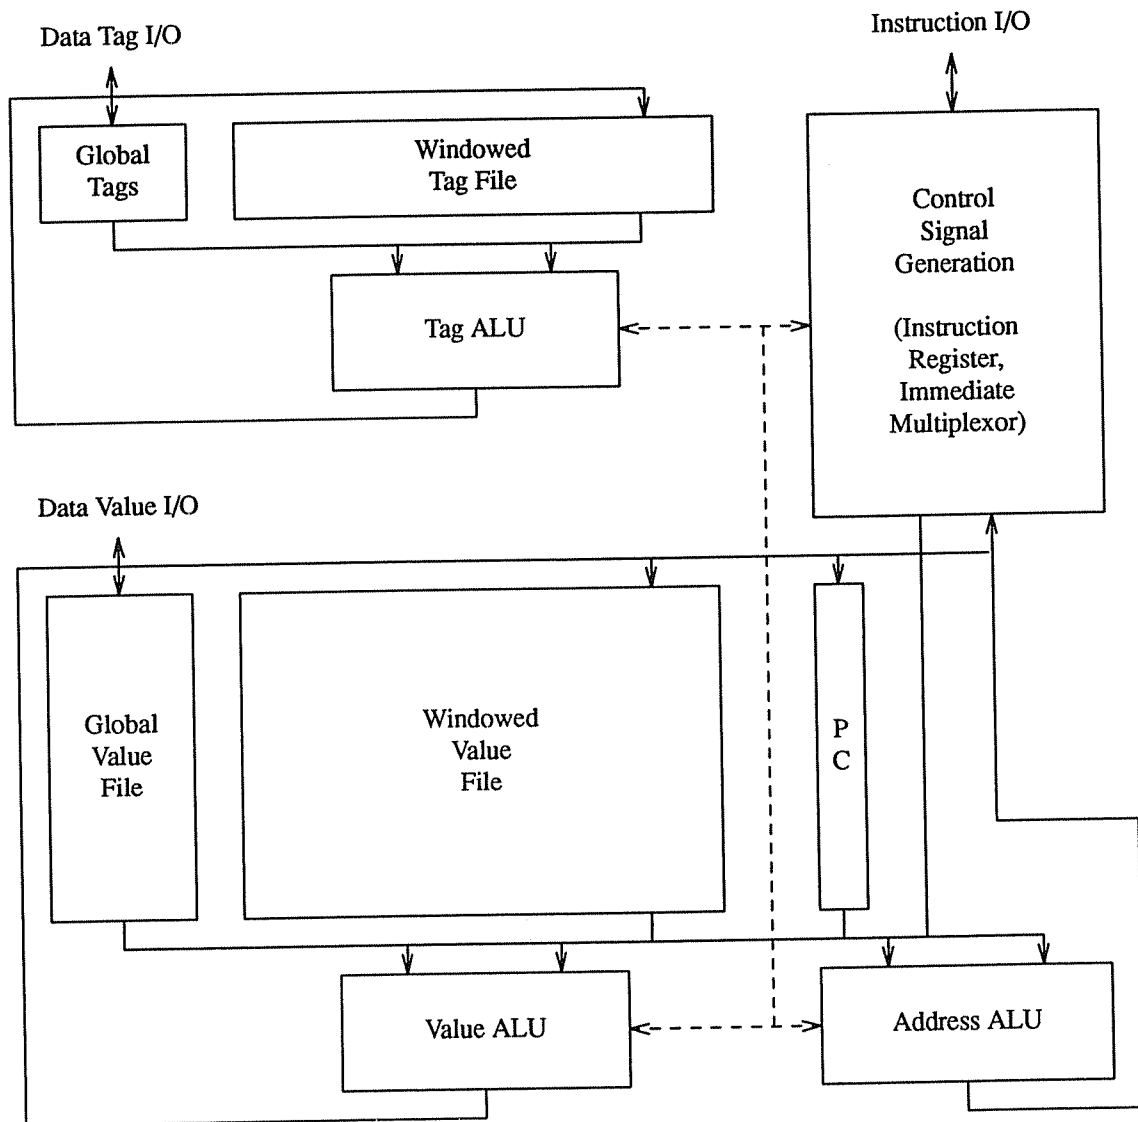 Data Tag I/O
Instruction I/O
Global
Tags
Windowed
Tag File
Control
Signal
Generation
(Instruction
Register,
Immediate
Multiplexor)
Tag ALU
Data Value I/O
Global
Value
File
Windowed
Value
File
P
C
Value ALU
Address ALU